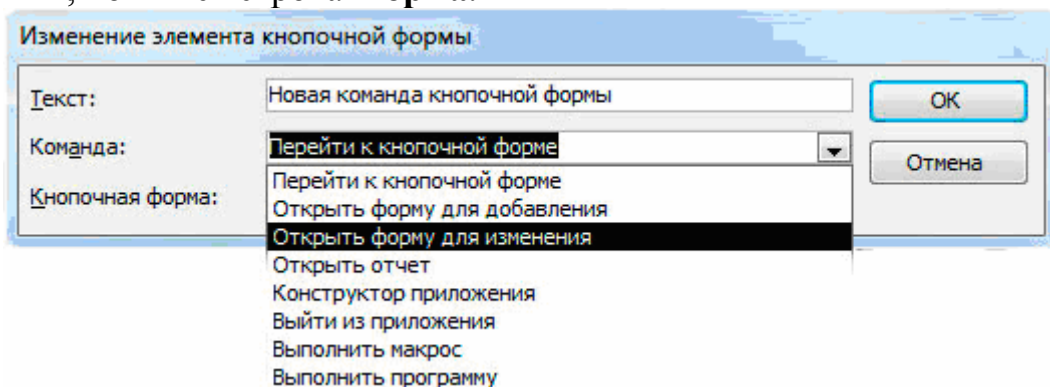 Изменение элемента кнопочной формы
Текст: Новая команда кнопочной формы OK
Команда: Перейти к кнопочной форме Отмена
Перейти к кнопочной форме
Кнопочная форма:
Открыть форму для добавления
Открыть форму для изменения
Открыть отчет
Конструктор приложения
Выйти из приложения
Выполнить макрос
Выполнить программу